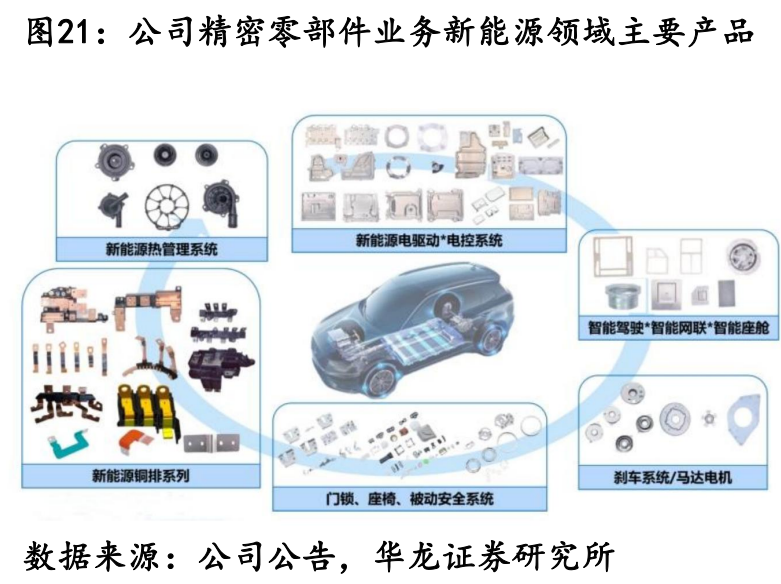 图21：公司精密零部件业务新能源领域主要产品
新能源热管理系统
新能源电驱动*电控系统
智能驾驶*智能网联*智能座舱
新能源铜排系列
门锁、座椅、被动安全系统
刹车系统/马达电机
数据来源：公司公告，华龙证券研究所